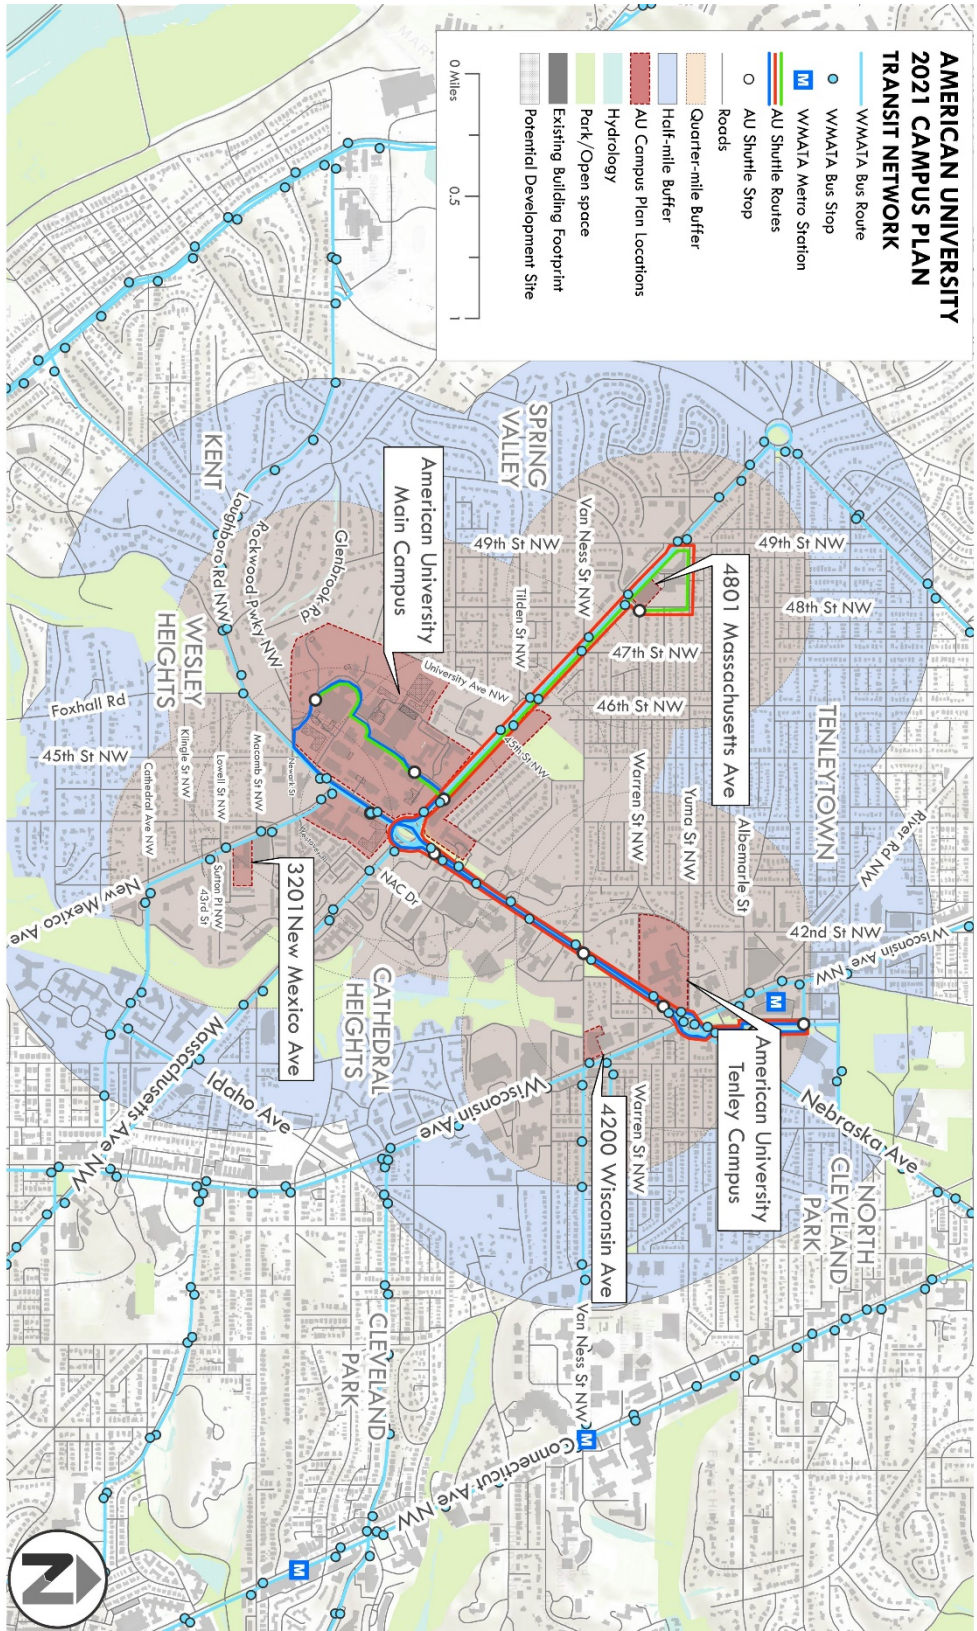 AMERICAN UNIVERSITY
2021 CAMPUS PLAN
TRANSIT NETWORK
WMATA Bus Route
WMATA Bus Stop
M
WMATA Metro Station
AU Shuttle Routes
AU Shuttle Stop
Roads
Quarter-mile Buffer
Half-mile Buffer
AU Campus Plan Locations
Hydrology
Park/Open space
Existing Building Footprint
Potential Development Site
0 Miles
0.5
1
SPRING
VALLEY
KENT
WESLEY
HEIGHTS
TENLEYTOWN
CATHEDRAL
HEIGHTS
NORTH
CLEVELAND
PARK
CLEVELAND
PARK
American University
Main Campus
4801 Massachusetts Ave
3201 New Mexico Ave
American University
Tenley Campus
4200 Wisconsin Ave
49th St NW
49th St NW
48th St NW
47th St NW
46th St NW
45th St NW
45th St NW
Van Ness St NW
Tilden St NW
University Ave NW
Glenbrook Rd
Rockwood Pwky NW
Loughboro Rd NW
Foxhall Rd
Newark St
Macomb St NW
Lowell St NW
Klingle St NW
Cathedral Ave NW
Sutton Pl NW
43rd St
New Mexico Ave
NAC Dr
Warren St NW
Yuma St NW
Albemarle St
River Rd NW
42nd St NW
Wisconsin Ave NW
M
Nebraska Ave
Warren St NW
Wisconsin Ave
Idaho Ave
Massachusetts Ave NW
Van Ness St NW
M
Connecticut Ave NW
M
N